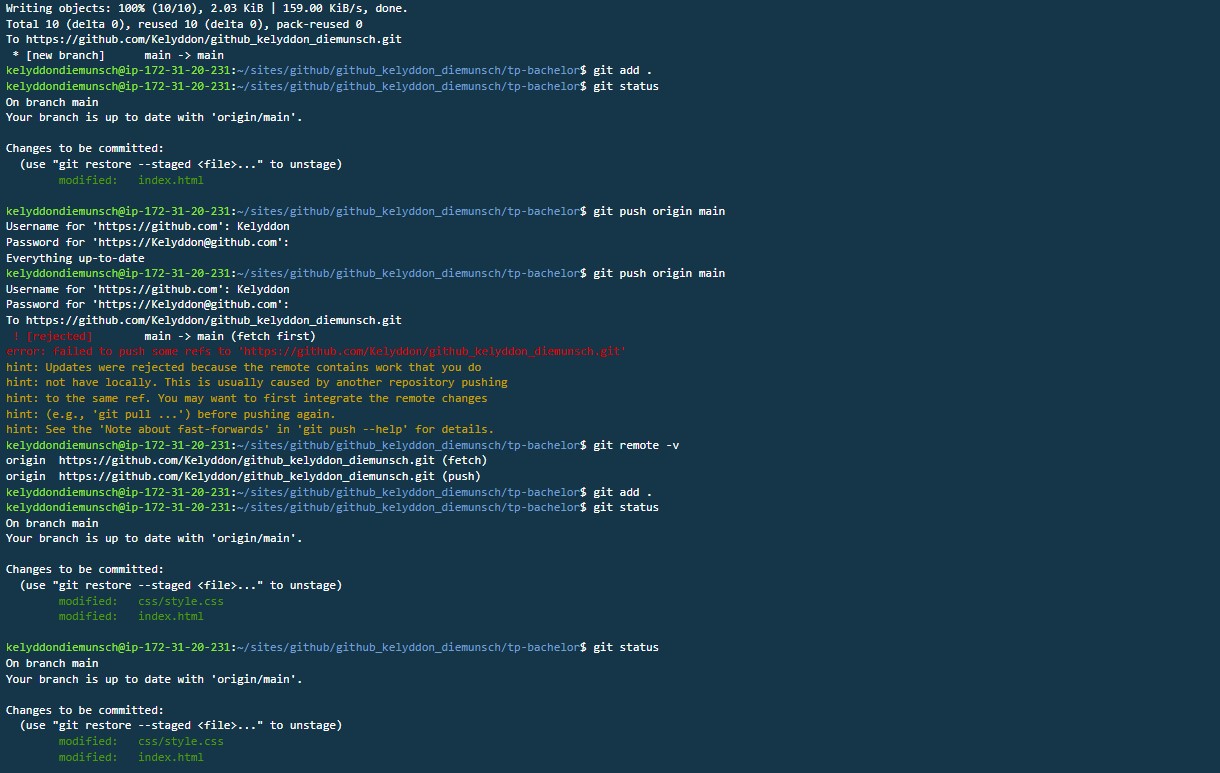 Writing objects: 100% (10/10), 2.03 KiB | 159.00 KiB/s, done.
Total 10 (delta 0), reused 10 (delta 0), pack-reused 0
To https://github.com/Kelyddon/github_kelyddon_diemunsch.git
 * [new branch]      main -> main
kelyddondiemunsch@ip-172-31-20-231:~/sites/github/github_kelyddon_diemunsch/tp-bachelor$ git add .
kelyddondiemunsch@ip-172-31-20-231:~/sites/github/github_kelyddon_diemunsch/tp-bachelor$ git status
On branch main
Your branch is up to date with 'origin/main'.

Changes to be committed:
  (use "git restore --staged <file>..." to unstage)
        modified:   index.html

kelyddondiemunsch@ip-172-31-20-231:~/sites/github/github_kelyddon_diemunsch/tp-bachelor$ git push origin main
Username for 'https://github.com': Kelyddon
Password for 'https://Kelyddon@github.com':
Everything up-to-date
kelyddondiemunsch@ip-172-31-20-231:~/sites/github/github_kelyddon_diemunsch/tp-bachelor$ git push origin main
Username for 'https://github.com': Kelyddon
Password for 'https://Kelyddon@github.com':
To https://github.com/Kelyddon/github_kelyddon_diemunsch.git
 ! [rejected]        main -> main (fetch first)
error: failed to push some refs to 'https://github.com/Kelyddon/github_kelyddon_diemunsch.git'
hint: Updates were rejected because the remote contains work that you do
hint: not have locally. This is usually caused by another repository pushing
hint: to the same ref. You may want to first integrate the remote changes
hint: (e.g., 'git pull ...') before pushing again.
hint: See the 'Note about fast-forwards' in 'git push --help' for details.
kelyddondiemunsch@ip-172-31-20-231:~/sites/github/github_kelyddon_diemunsch/tp-bachelor$ git remote -v
origin  https://github.com/Kelyddon/github_kelyddon_diemunsch.git (fetch)
origin  https://github.com/Kelyddon/github_kelyddon_diemunsch.git (push)
kelyddondiemunsch@ip-172-31-20-231:~/sites/github/github_kelyddon_diemunsch/tp-bachelor$ git add .
kelyddondiemunsch@ip-172-31-20-231:~/sites/github/github_kelyddon_diemunsch/tp-bachelor$ git status
On branch main
Your branch is up to date with 'origin/main'.

Changes to be committed:
  (use "git restore --staged <file>..." to unstage)
        modified:   css/style.css
        modified:   index.html

kelyddondiemunsch@ip-172-31-20-231:~/sites/github/github_kelyddon_diemunsch/tp-bachelor$ git status
On branch main
Your branch is up to date with 'origin/main'.

Changes to be committed:
  (use "git restore --staged <file>..." to unstage)
        modified:   css/style.css
        modified:   index.html